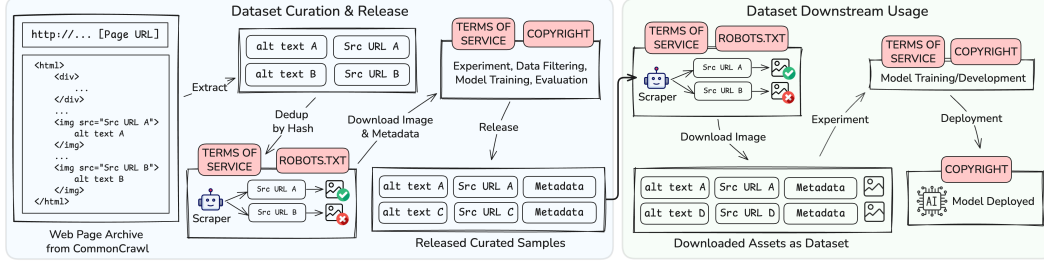 Dataset Curation & Release
http://... [Page URL]
<html>
<div>
...
</div>
...
<img src="Src URL A">
alt text A
</img>
...
<img src="Src URL B">
alt text B
</img>
</html>
Web Page Archive
from CommonCrawl
Extract
alt text A
Src URL A
alt text B
Src URL B
Dedup
by Hash
TERMS OF
SERVICE
ROBOTS.TXT
Scraper
Src URL A
Src URL B
Download Image
& Metadata
TERMS OF
SERVICE
COPYRIGHT
Experiment, Data Filtering,
Model Training, Evaluation
Release
alt text A
Src URL A
Metadata
alt text C
Src URL C
Metadata
Released Curated Samples
Dataset Downstream Usage
TERMS OF
SERVICE
ROBOTS.TXT
Scraper
Src URL A
Src URL B
Download Image
alt text A
Src URL A
Metadata
alt text D
Src URL D
Metadata
Downloaded Assets as Dataset
Experiment
TERMS OF
SERVICE
COPYRIGHT
Model Training/Development
Deployment
COPYRIGHT
AI
Model Deployed